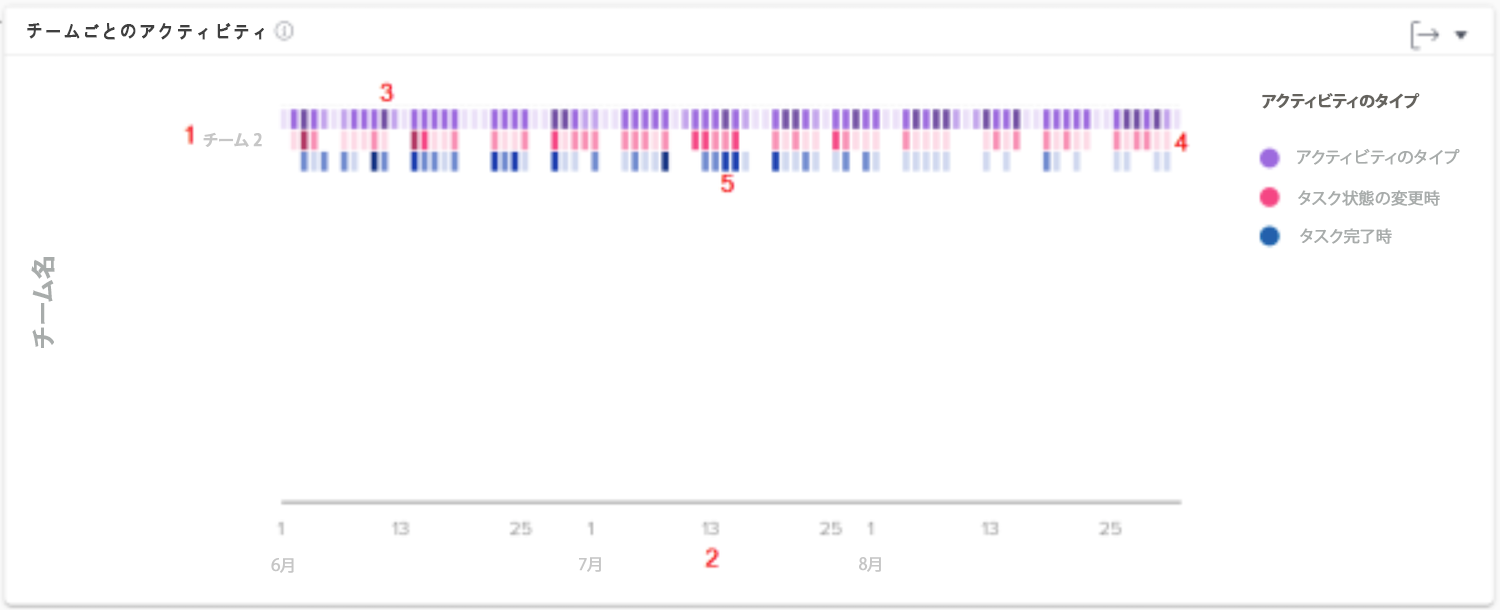 チームごとのアクティビティ
3
1 チーム 2
4
5
チーム名
アクティビティのタイプ
アクティビティのタイプ
タスク状態の変更時
タスク完了時
1 13 25 1 13 25 1 13 25
6月 7月 2 8月